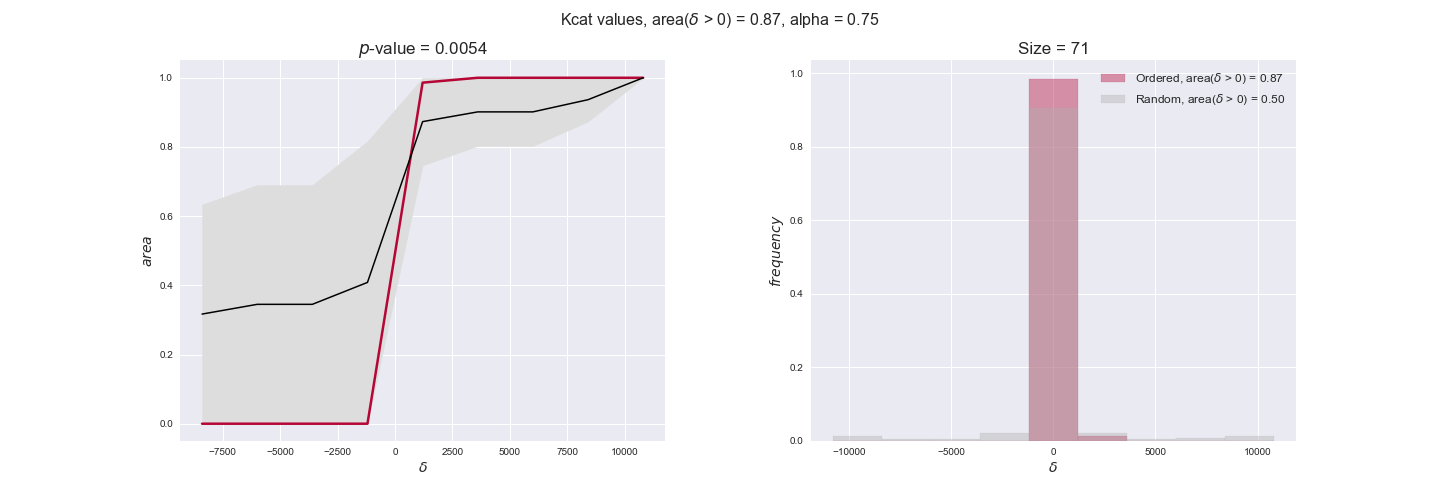 Kcat values, area(δ > 0) = 0.87, alpha = 0.75
p-value = 0.0054
1.0
0.8
0.6
0.4
0.2
0.0
area
−7500 −5000 −2500 0 2500 5000 7500 10000
δ
Size = 71
Ordered, area(δ > 0) = 0.87
Random, area(δ > 0) = 0.50
1.0
0.8
0.6
0.4
0.2
0.0
frequency
−10000 −5000 0 5000 10000
δ